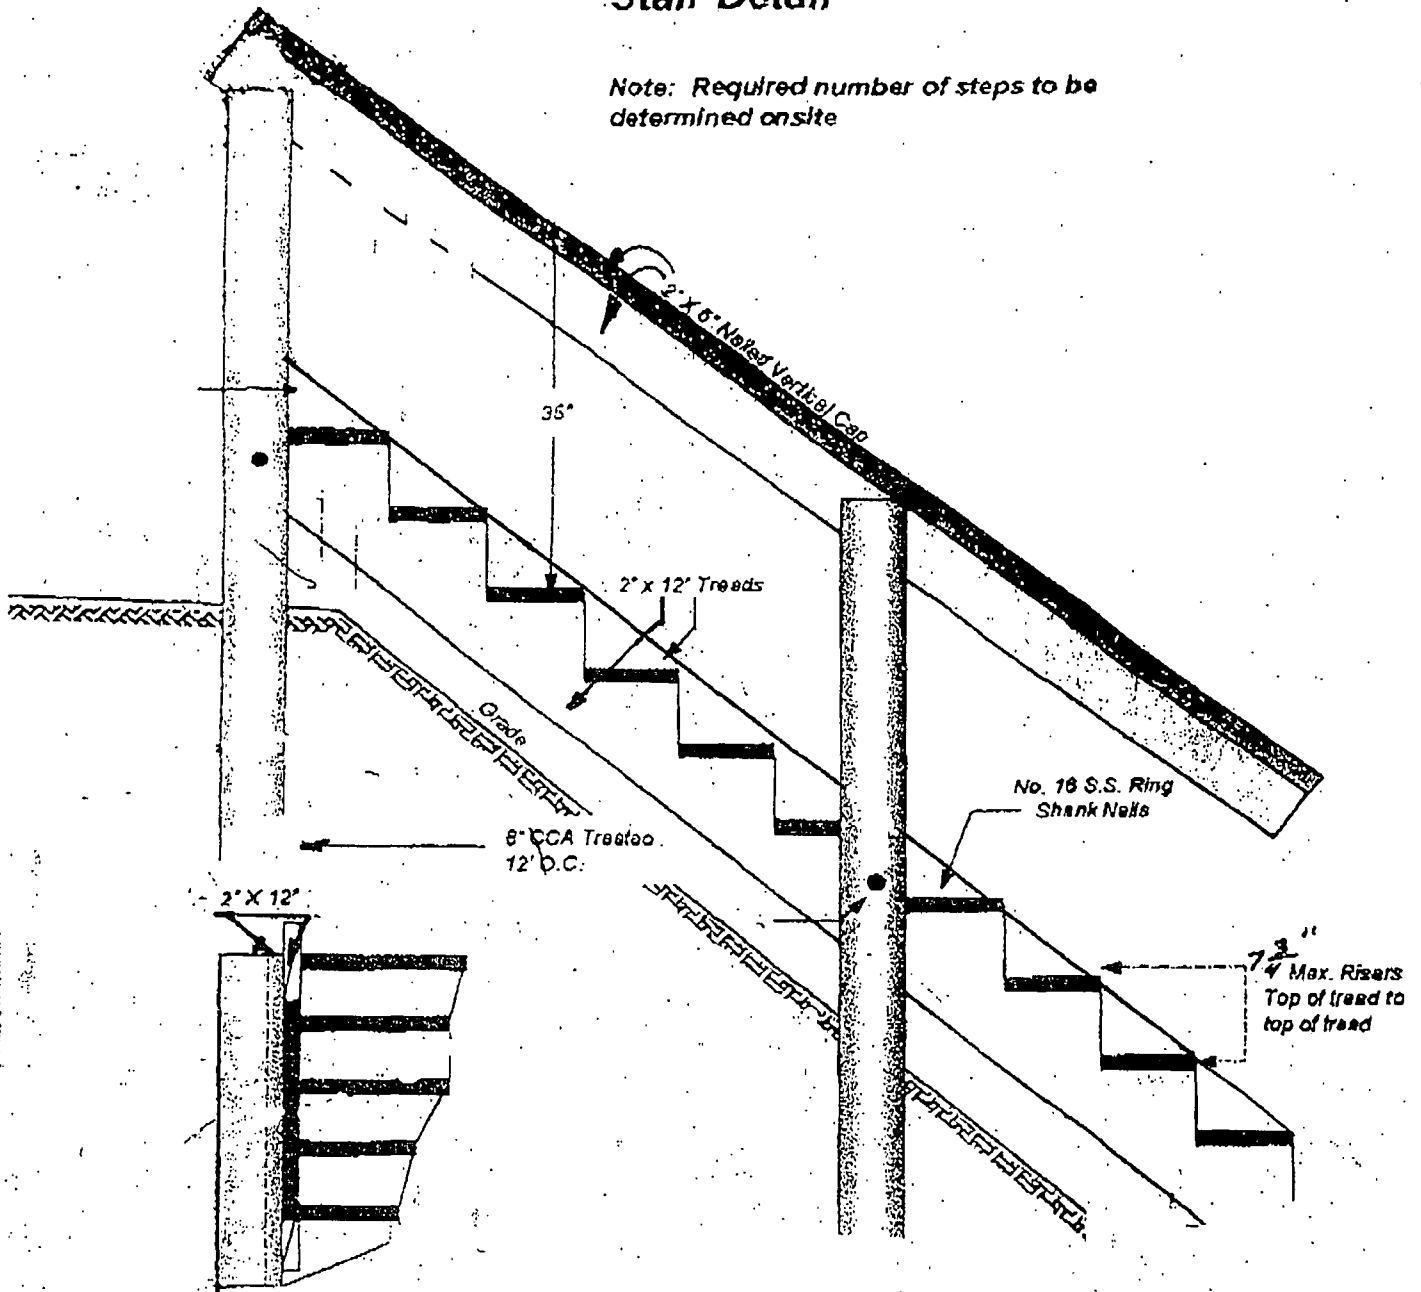 Stair Detail
Note: Required number of steps to be
determined onsite
2" X 6" Nailed Vertical Cap
36"
2" x 12" Treads
Grade
No. 16 S.S. Ring
Shank Nails
8" CCA Treated
12' O.C.
2" X 12"
7 3/4" Max. Risers
Top of tread to
top of tread